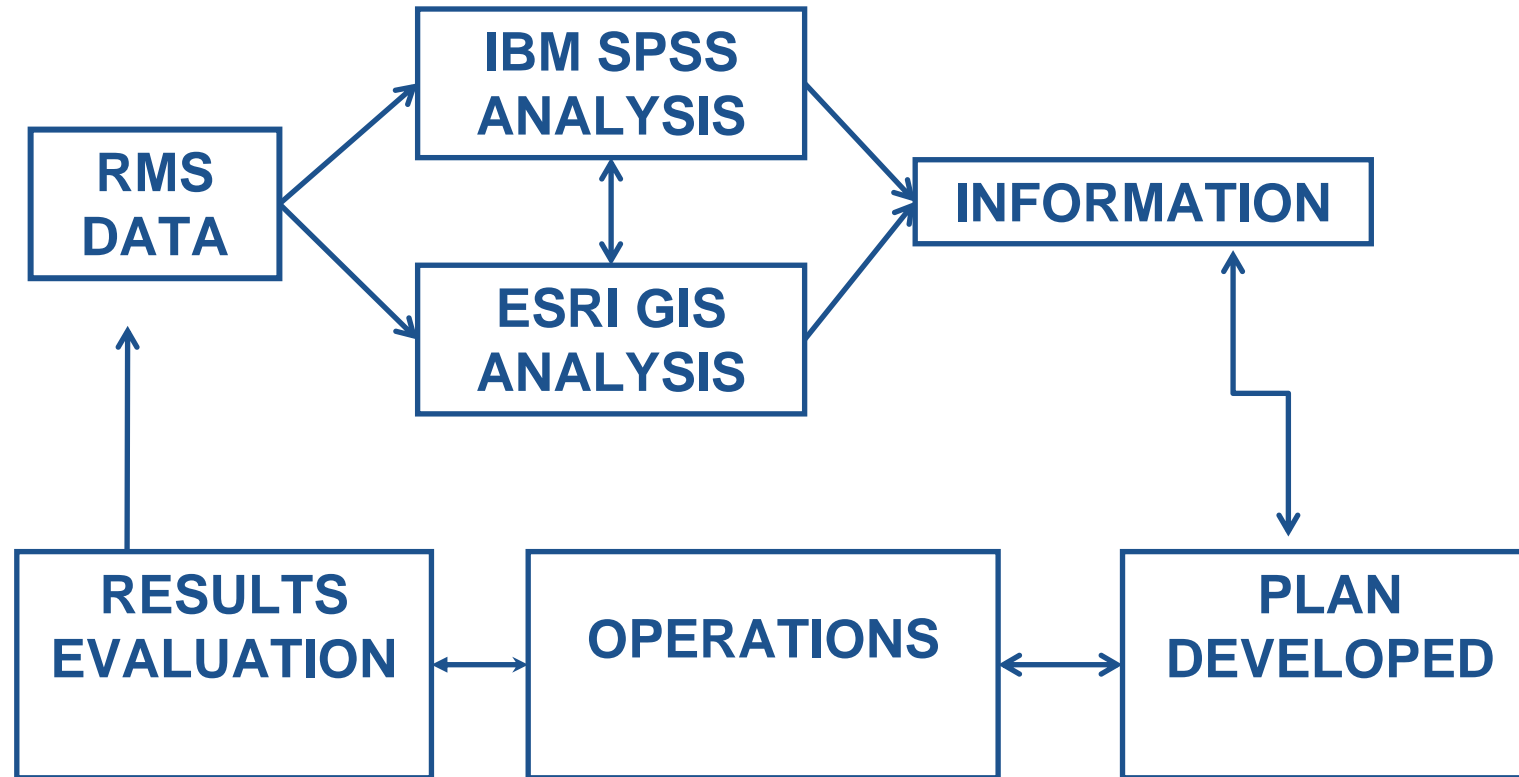 IBM SPSS
ANALYSIS
RMS
DATA
INFORMATION
ESRI GIS
ANALYSIS
RESULTS
EVALUATION
OPERATIONS
PLAN
DEVELOPED